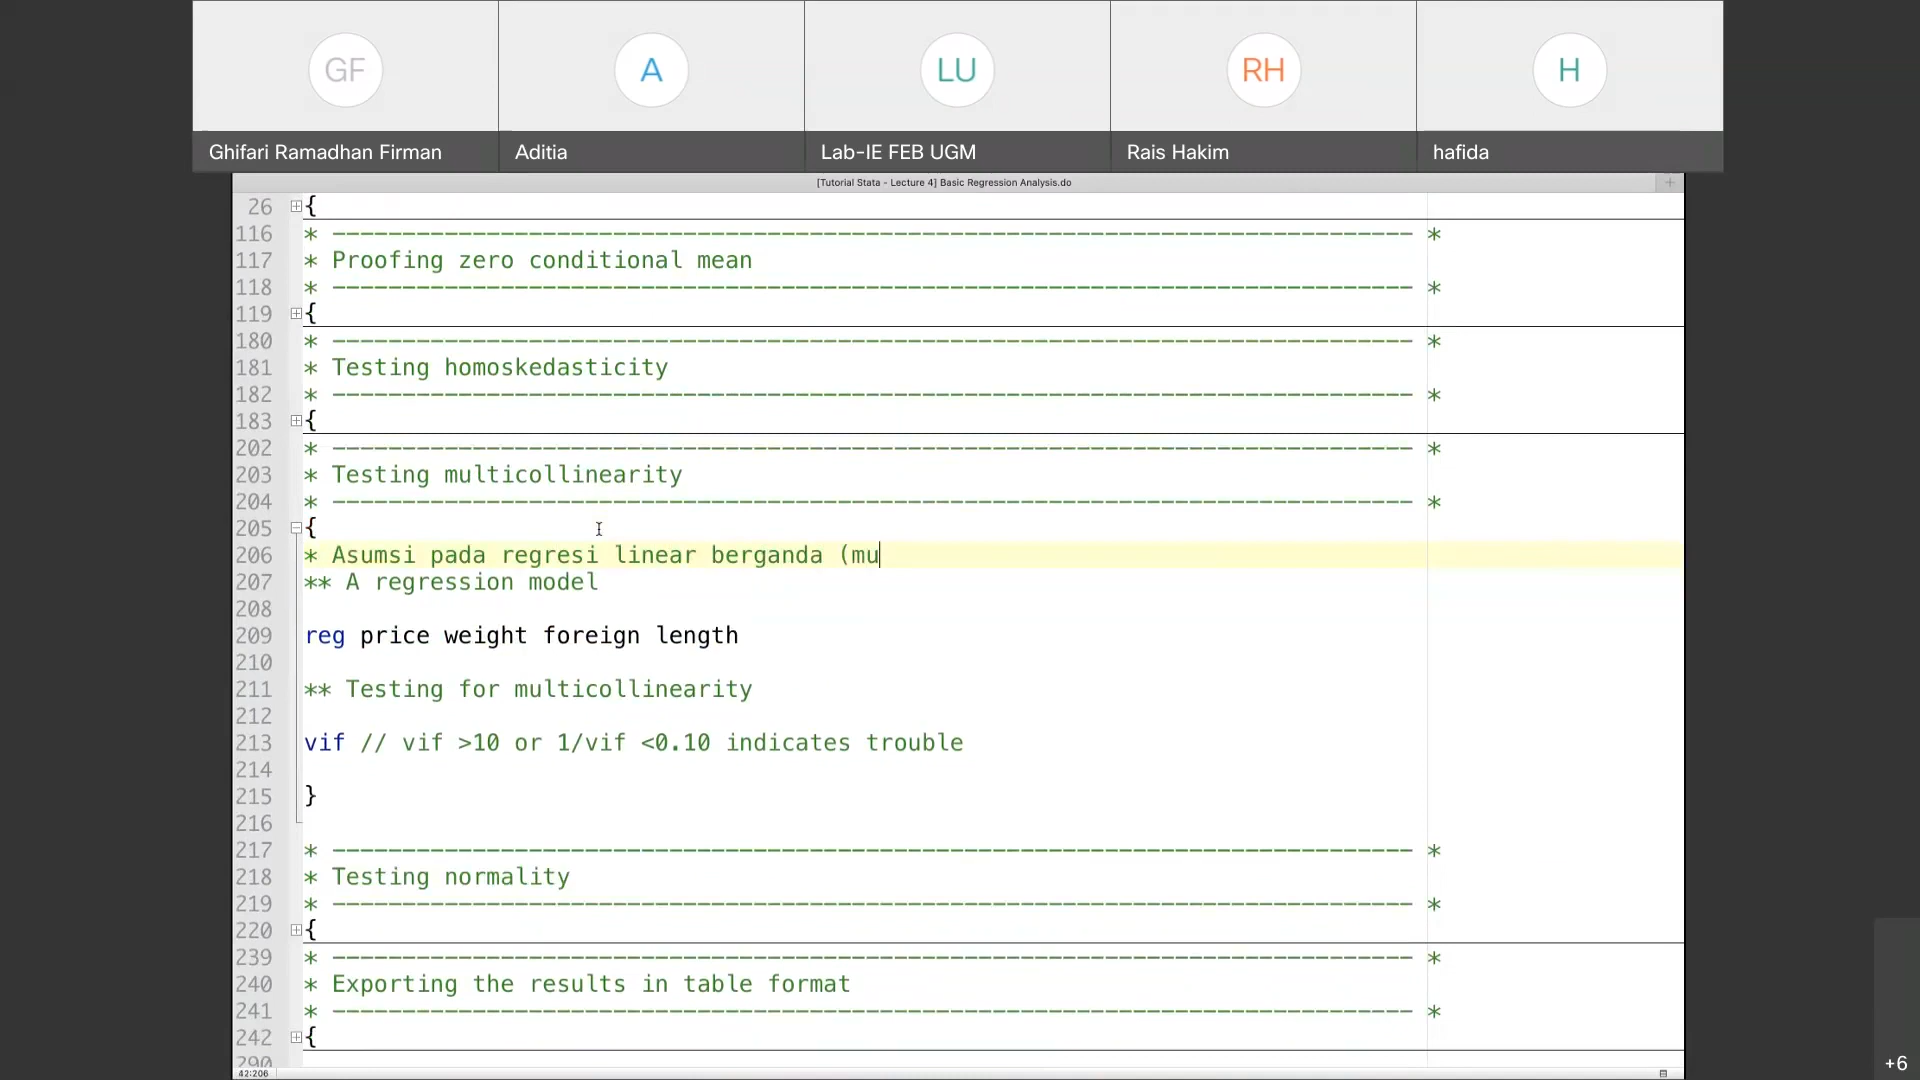 GF
A
LU
RH
H
Ghifari Ramadhan Firman
Aditia
Lab-IE FEB UGM
Rais Hakim
hafida
[Tutorial Stata - Lecture 4] Basic Regression Analysis.do
26 {
116 * ----------------------------------------------------------------------------- *
117 * Proofing zero conditional mean
118 * ----------------------------------------------------------------------------- *
119 {
180 * ----------------------------------------------------------------------------- *
181 * Testing homoskedasticity
182 * ----------------------------------------------------------------------------- *
183 {
202 * ----------------------------------------------------------------------------- *
203 * Testing multicollinearity
204 * ----------------------------------------------------------------------------- *
205 {
206 * Asumsi pada regresi linear berganda (mu
207 ** A regression model
208
209 reg price weight foreign length
210
211 ** Testing for multicollinearity
212
213 vif // vif >10 or 1/vif <0.10 indicates trouble
214
215 }
216
217 * ----------------------------------------------------------------------------- *
218 * Testing normality
219 * ----------------------------------------------------------------------------- *
220 {
239 * ----------------------------------------------------------------------------- *
240 * Exporting the results in table format
241 * ----------------------------------------------------------------------------- *
242 {
290
42:206
+6